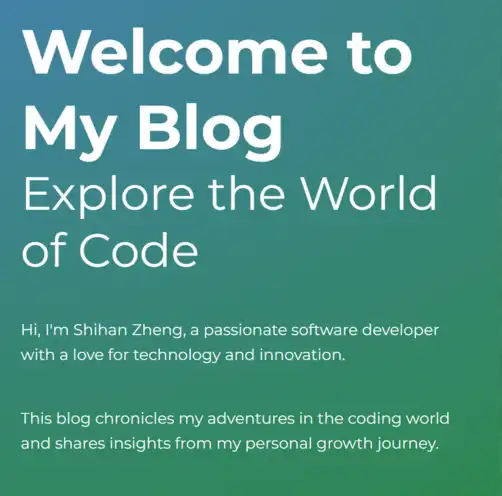 Welcome to
My Blog
Explore the World
of Code
Hi, I'm Shihan Zheng, a passionate software developer
with a love for technology and innovation.
This blog chronicles my adventures in the coding world
and shares insights from my personal growth journey.